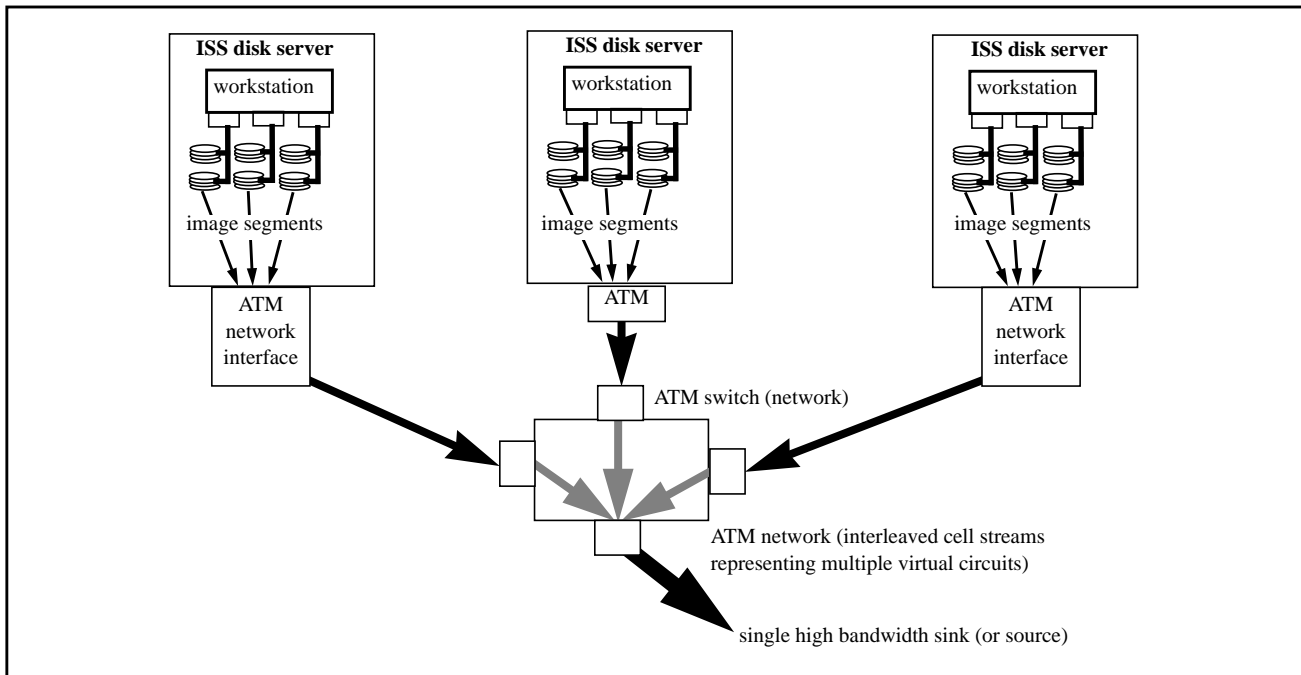 ISS disk server
workstation
image segments
ATM
network
interface
ISS disk server
workstation
image segments
ATM
ISS disk server
workstation
image segments
ATM
network
interface
ATM switch (network)
ATM network (interleaved cell streams
representing multiple virtual circuits)
single high bandwidth sink (or source)